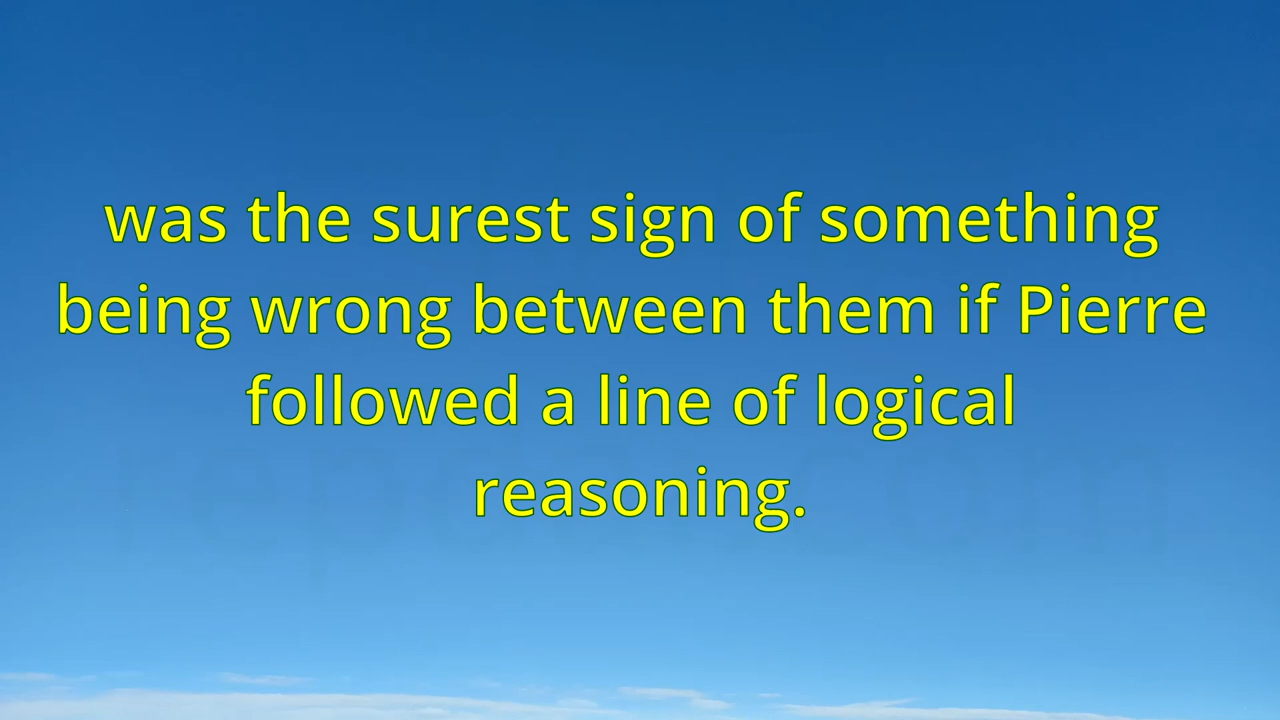 was the surest sign of something
being wrong between them if Pierre
followed a line of logical
reasoning.